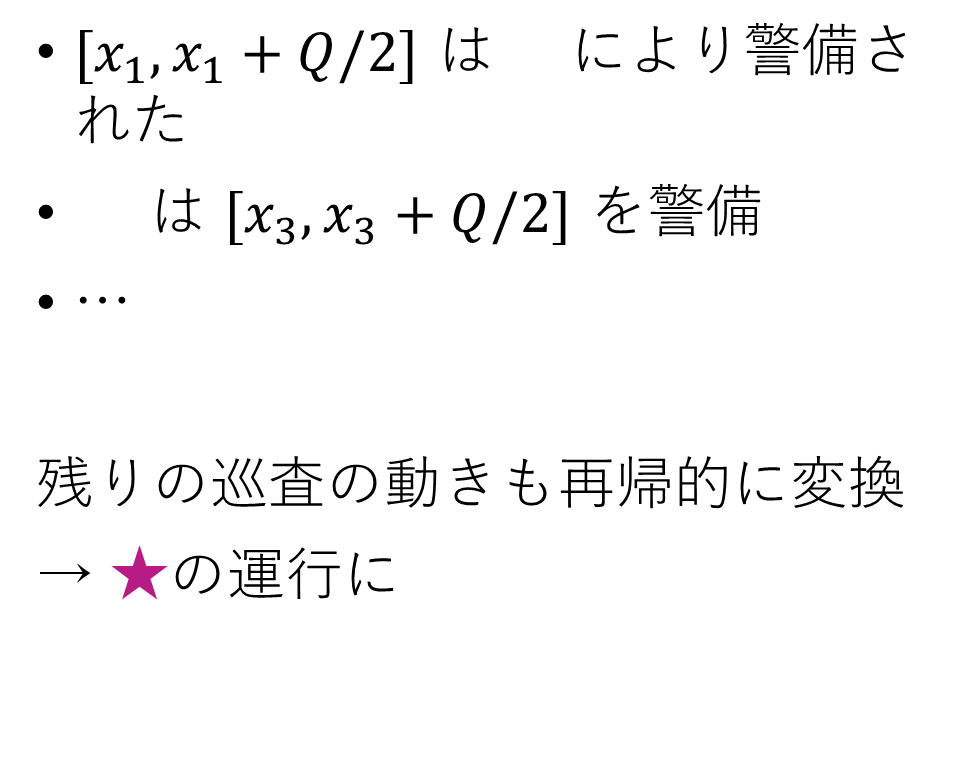 • [x₁, x₁ + Q/2] は　により警備さ
れた
•　は [x₃, x₃ + Q/2] を警備
• …
残りの巡査の動きも再帰的に変換
→ ★の運行に